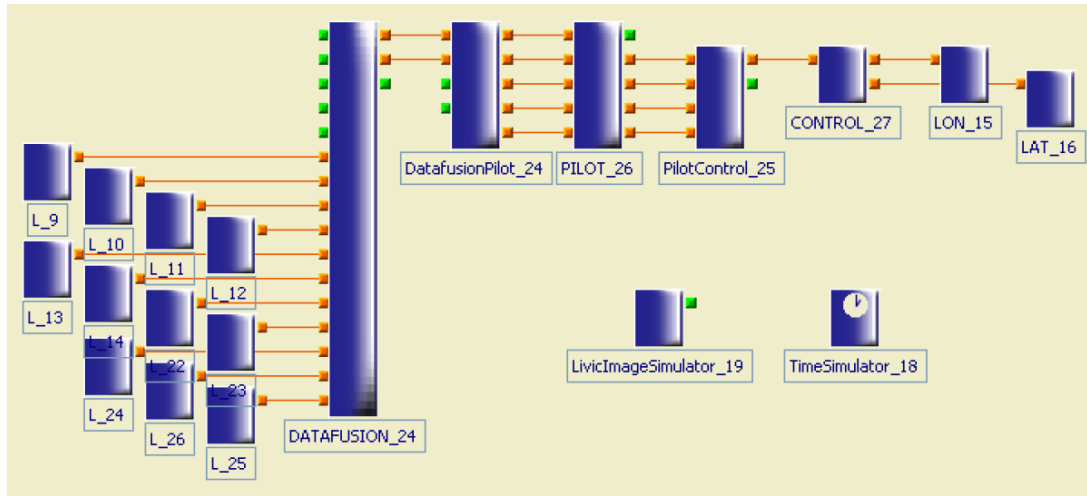 DatafusionPilot_24
PILOT_26
PilotControl_25
CONTROL_27
LON_15
LAT_16
L_9
L_10
L_11
L_12
L_13
L_14
L_22
L_23
L_24
L_26
L_25
DATAFUSION_24
LivicImageSimulator_19
TimeSimulator_18